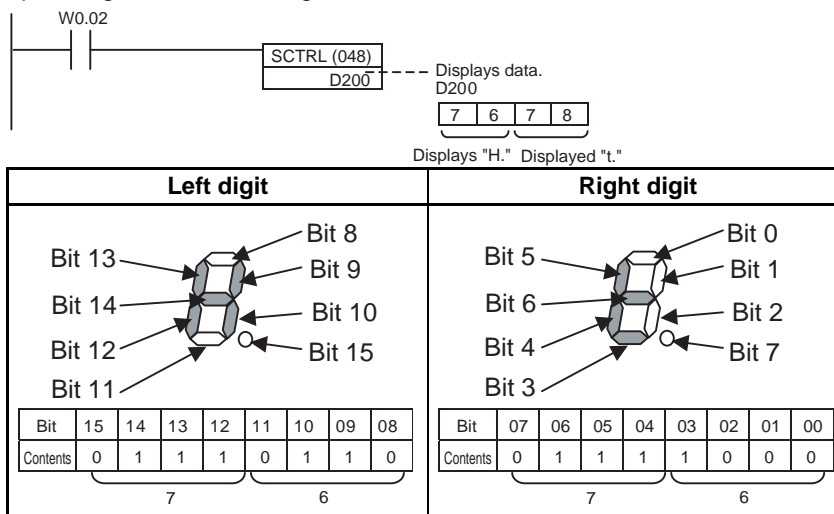 W0.02
SCTRL (048)
D200
Displays data.
D200
7 6 7 8
Displays "H." Displayed "t."
Left digit Right digit
Bit 8
Bit 13
Bit 9
Bit 14
Bit 10
Bit 12
Bit 15
Bit 11
Bit 0
Bit 5
Bit 1
Bit 6
Bit 2
Bit 4
Bit 7
Bit 3
Bit 15 14 13 12 11 10 09 08
Contents 0 1 1 1 0 1 1 0
7 6
Bit 07 06 05 04 03 02 01 00
Contents 0 1 1 1 1 0 0 0
7 6